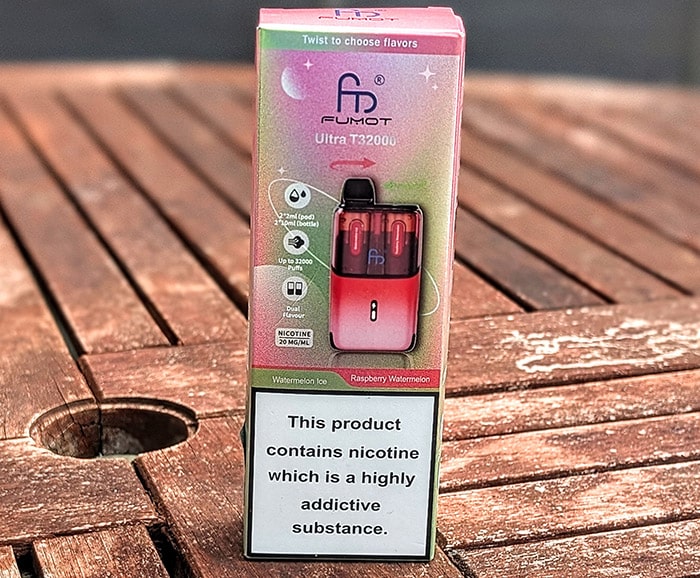 Twist to choose flavors
FUMOT
Ultra T32000
2*2ml (pod)
2*10ml (bottle)
Up to 32000
Puffs
Dual
Flavour
NICOTINE
20 MG/ML
Watermelon Ice
Raspberry Watermelon
This product
contains nicotine
which is a highly
addictive
substance.